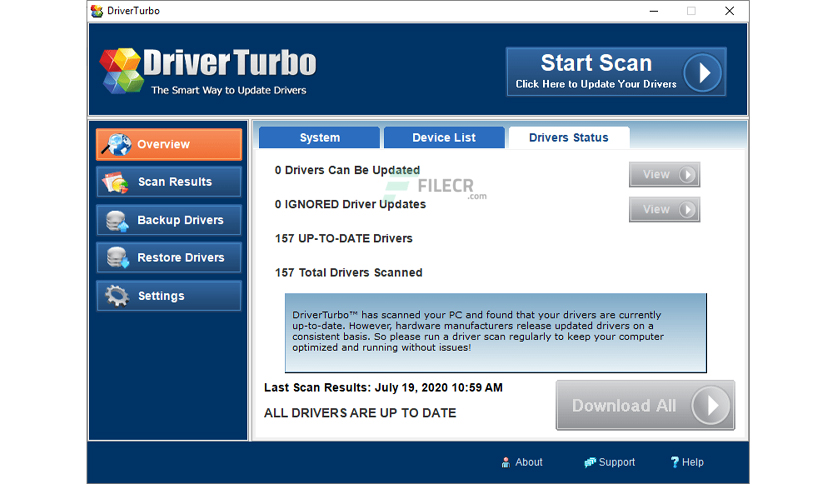 DriverTurbo
DriverTurbo
The Smart Way to Update Drivers
Start Scan
Click Here to Update Your Drivers
Overview
Scan Results
Backup Drivers
Restore Drivers
Settings
System
Device List
Drivers Status
0 Drivers Can Be Updated
View
FILECR
.com
0 IGNORED Driver Updates
View
157 UP-TO-DATE Drivers
157 Total Drivers Scanned
DriverTurbo™ has scanned your PC and found that your drivers are currently
up-to-date. However, hardware manufacturers release updated drivers on a
consistent basis. So please run a driver scan regularly to keep your computer
optimized and running without issues!
Last Scan Results: July 19, 2020 10:59 AM
ALL DRIVERS ARE UP TO DATE
Download All
About
Support
Help